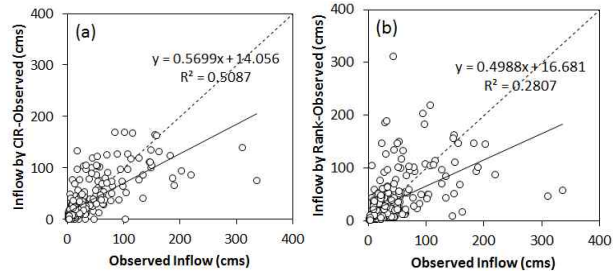 (a)
y = 0.5699x+14.056
R² = 0.5087
Inflow by CIR-Observed (cms)
400
300
200
100
0
0 100 200 300 400
Observed Inflow (cms)
(b)
y = 0.4988x+16.681
R² = 0.2807
Inflow by Rank-Observed (cms)
400
300
200
100
0
0 100 200 300 400
Observed Inflow (cms)